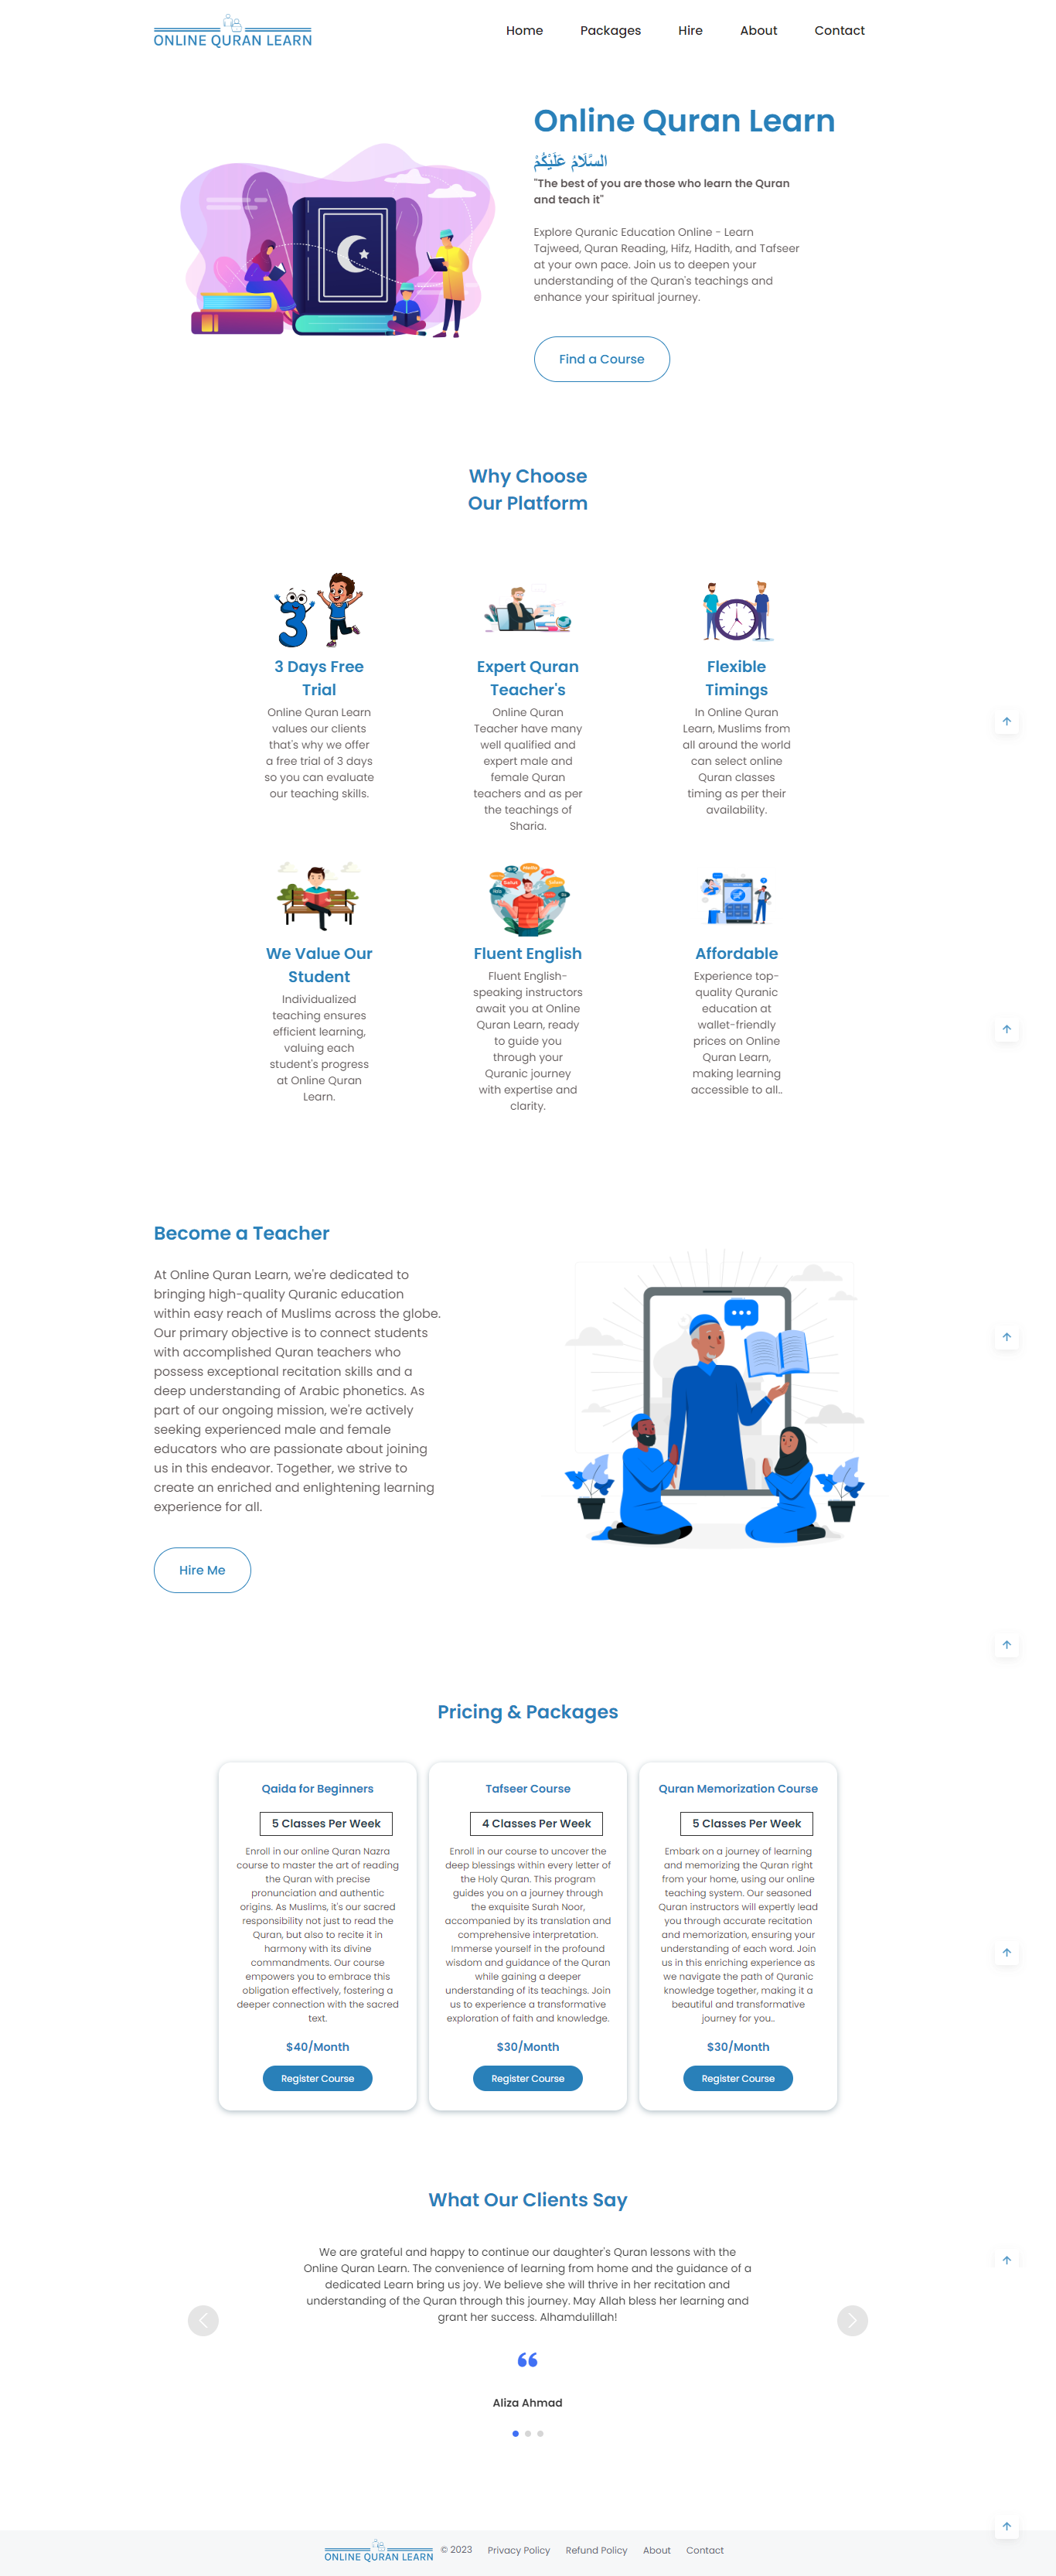 ONLINE QURAN LEARN
Home Packages Hire About Contact
Online Quran Learn
السَّلَامُ عَلَيْكُمْ
"The best of you are those who learn the Quran
and teach it"
Explore Quranic Education Online - Learn
Tajweed, Quran Reading, Hifz, Hadith, and Tafseer
at your own pace. Join us to deepen your
understanding of the Quran's teachings and
enhance your spiritual journey.
Find a Course
Why Choose
Our Platform
3
3 Days Free
Trial
Online Quran Learn
values our clients
that's why we offer
a free trial of 3 days
so you can evaluate
our teaching skills.
Expert Quran
Teacher's
Online Quran
Teacher have many
well qualified and
expert male and
female Quran
teachers and as per
the teachings of
Sharia.
Flexible
Timings
In Online Quran
Learn, Muslims from
all around the world
can select online
Quran classes
timing as per their
availability.
We Value Our
Student
Individualized
teaching ensures
efficient learning,
valuing each
student's progress
at Online Quran
Learn.
Fluent English
Fluent English-
speaking instructors
await you at Online
Quran Learn, ready
to guide you
through your
Quranic journey
with expertise and
clarity.
Affordable
Experience top-
quality Quranic
education at
wallet-friendly
prices on Online
Quran Learn,
making learning
accessible to all..
Become a Teacher
At Online Quran Learn, we're dedicated to
bringing high-quality Quranic education
within easy reach of Muslims across the globe.
Our primary objective is to connect students
with accomplished Quran teachers who
possess exceptional recitation skills and a
deep understanding of Arabic phonetics. As
part of our ongoing mission, we're actively
seeking experienced male and female
educators who are passionate about joining
us in this endeavor. Together, we strive to
create an enriched and enlightening learning
experience for all.
Hire Me
Pricing & Packages
Qaida for Beginners
5 Classes Per Week
Enroll in our online Quran Nazra
course to master the art of reading
the Quran with precise
pronunciation and authentic
origins. As Muslims, it's our sacred
responsibility not just to read the
Quran, but also to recite it in
harmony with its divine
commandments. Our course
empowers you to embrace this
obligation effectively, fostering a
deeper connection with the sacred
text.
$40/Month
Register Course
Tafseer Course
4 Classes Per Week
Enroll in our course to uncover the
deep blessings within every letter of
the Holy Quran. This program
guides you on a journey through
the exquisite Surah Noor,
accompanied by its translation and
comprehensive interpretation.
Immerse yourself in the profound
wisdom and guidance of the Quran
while gaining a deeper
understanding of its teachings. Join
us to experience a transformative
exploration of faith and knowledge.
$30/Month
Register Course
Quran Memorization Course
5 Classes Per Week
Embark on a journey of learning
and memorizing the Quran right
from your home, using our online
teaching system. Our seasoned
Quran instructors will expertly lead
you through accurate recitation
and memorization, ensuring your
understanding of each word. Join
us in this enriching experience as
we navigate the path of Quranic
knowledge together, making it a
beautiful and transformative
journey for you..
$30/Month
Register Course
What Our Clients Say
We are grateful and happy to continue our daughter's Quran lessons with the
Online Quran Learn. The convenience of learning from home and the guidance of a
dedicated Learn bring us joy. We believe she will thrive in her recitation and
understanding of the Quran through this journey. May Allah bless her learning and
grant her success. Alhamdulillah!
Aliza Ahmad
ONLINE QURAN LEARN © 2023 Privacy Policy Refund Policy About Contact